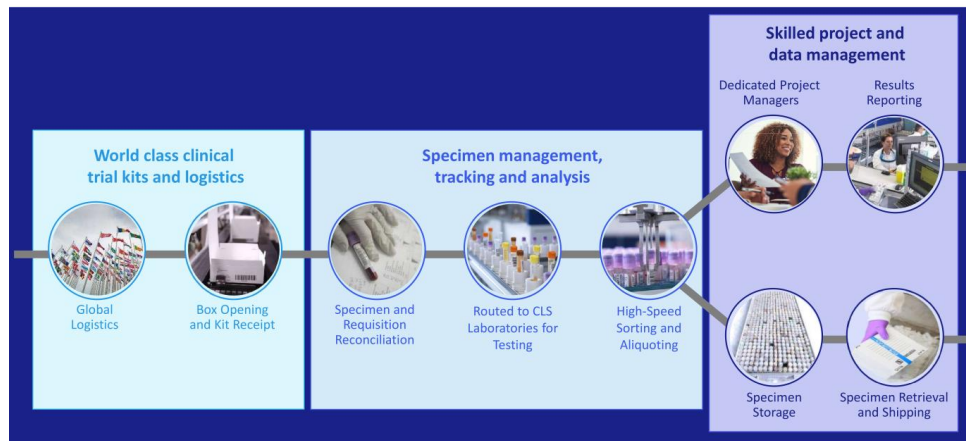 World class clinical
trial kits and logistics
Global
Logistics
Box Opening
and Kit Receipt
Specimen management,
tracking and analysis
Specimen and
Requisition
Reconciliation
Routed to CLS
Laboratories for
Testing
High-Speed
Sorting and
Aliquoting
Skilled project and
data management
Dedicated Project
Managers
Results
Reporting
Specimen
Storage
Specimen Retrieval
and Shipping